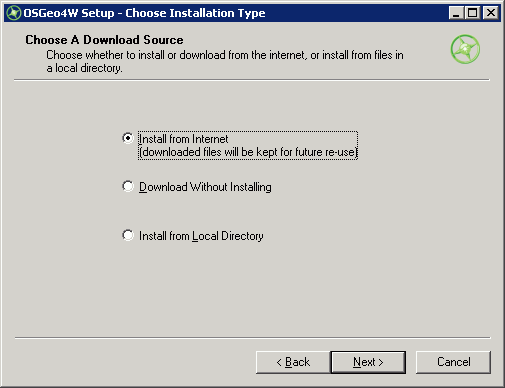 OSGeo4W Setup - Choose Installation Type
Choose A Download Source
Choose whether to install or download from the internet, or install from files in
a local directory.
Install from Internet
(downloaded files will be kept for future re-use)
Download Without Installing
Install from Local Directory
< Back
Next >
Cancel